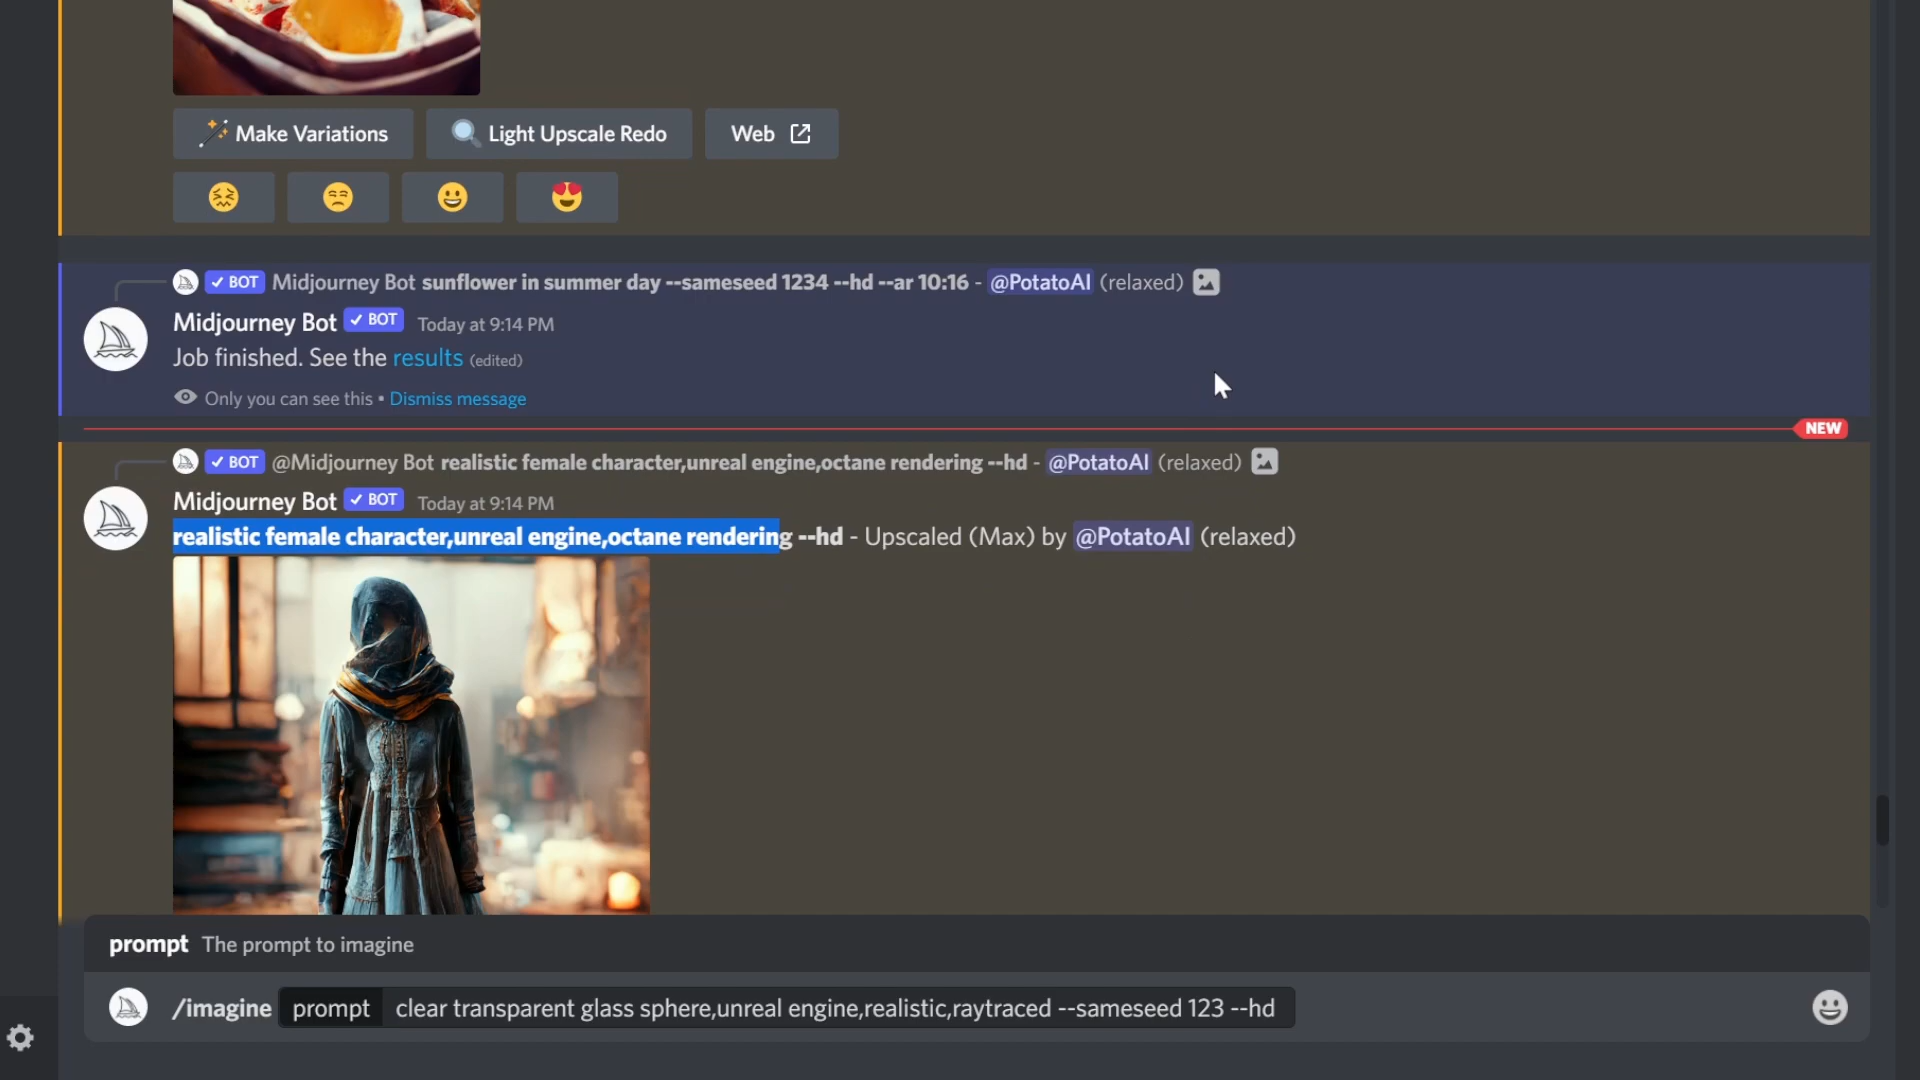 Make Variations Light Upscale Redo Web
✓ BOT Midjourney Bot sunflower in summer day --sameseed 1234 --hd --ar 10:16 - @PotatoAI (relaxed)
Midjourney Bot ✓ BOT Today at 9:14 PM
Job finished. See the results (edited)
Only you can see this • Dismiss message
NEW
✓ BOT @Midjourney Bot realistic female character,unreal engine,octane rendering --hd - @PotatoAI (relaxed)
Midjourney Bot ✓ BOT Today at 9:14 PM
realistic female character,unreal engine,octane rendering --hd - Upscaled (Max) by @PotatoAI (relaxed)
prompt The prompt to imagine
/imagine prompt clear transparent glass sphere,unreal engine,realistic,raytraced --sameseed 123 --hd